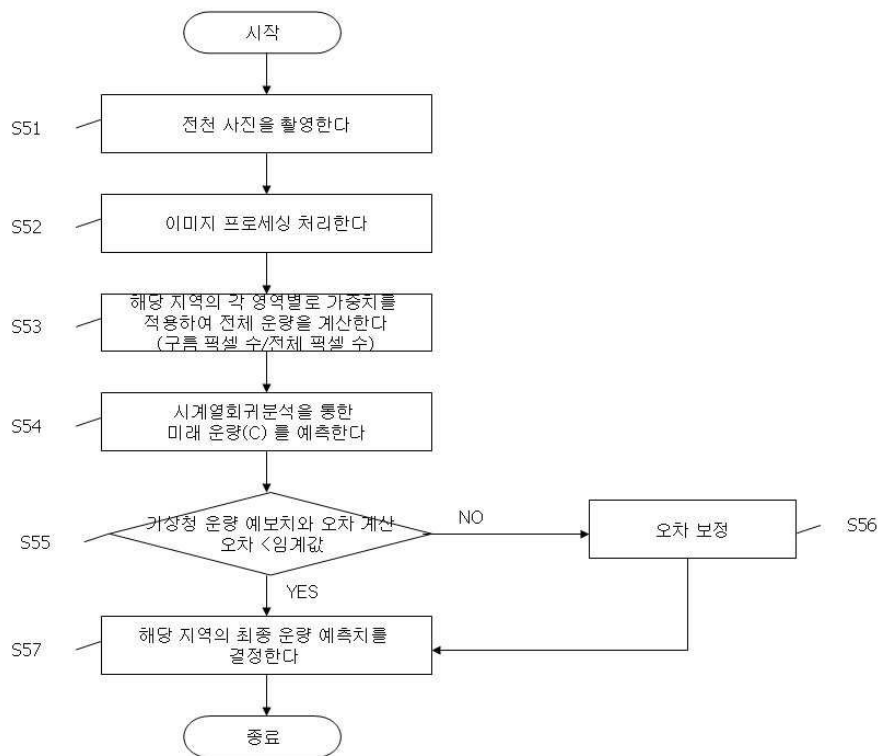 시작
S51
전천 사진을 촬영한다
S52
이미지 프로세싱 처리한다
S53
해당 지역의 각 영역별로 가중치를
적용하여 전체 운량을 계산한다
(구름 픽셀 수/전체 픽셀 수)
S54
시계열회귀분석을 통한
미래 운량(C) 를 예측한다
S55
기상청 운량 예보치와 오차 계산
오차 <임계값
NO
오차 보정
S56
YES
S57
해당 지역의 최종 운량 예측치를
결정한다
종료